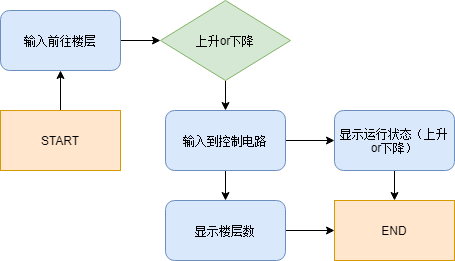 输入前往楼层
上升or下降
START
输入到控制电路
显示运行状态（上升
or下降）
显示楼层数
END